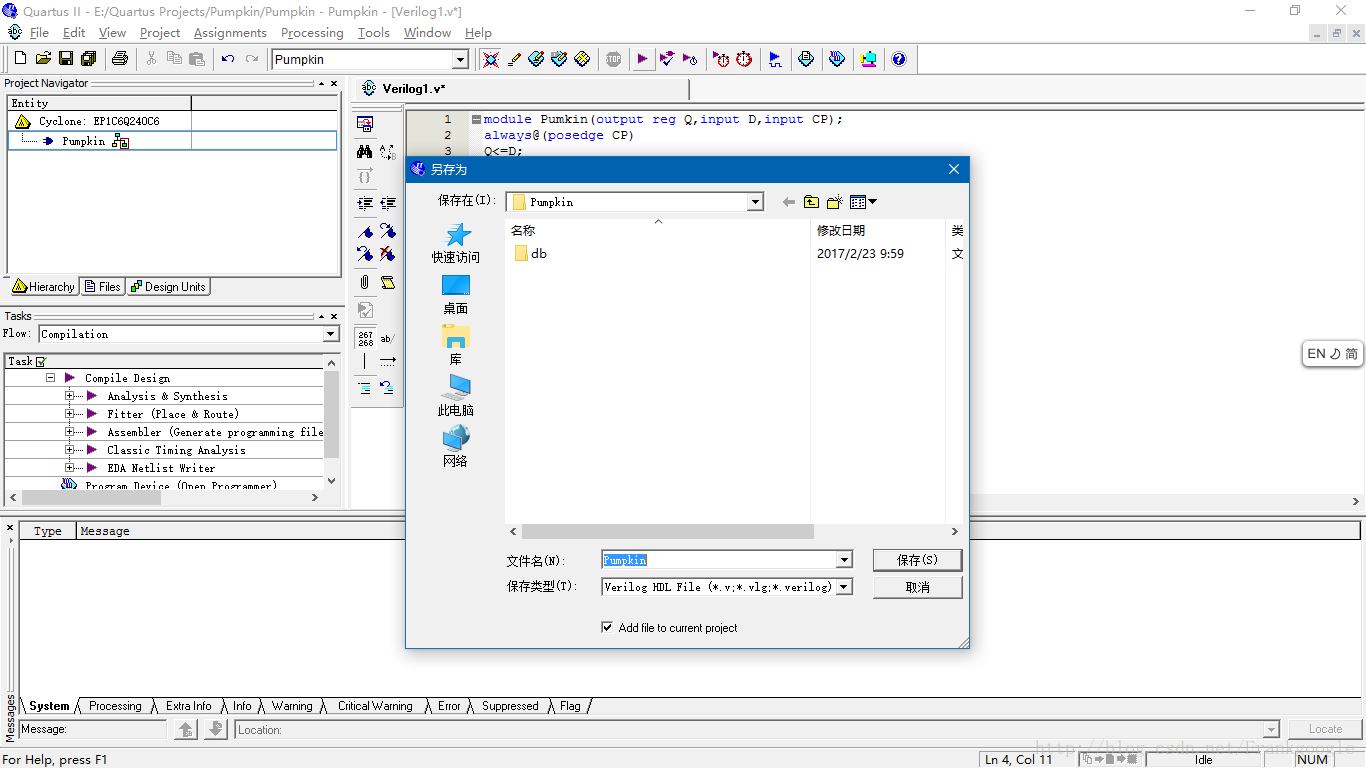 Quartus II - E:/Quartus Projects/Pumpkin/Pumpkin - Pumpkin - [Verilog1.v*]
File Edit View Project Assignments Processing Tools Window Help
STOP
Pumpkin
Project Navigator
Entity
Cyclone: EP1C6Q240C6
Pumpkin
Hierarchy Files Design Units
Tasks
Flow: Compilation
Task
Compile Design
Analysis & Synthesis
Fitter (Place & Route)
Assembler (Generate programming file
Classic Timing Analysis
EDA Netlist Writer
Program Device (Open Programmer)
Verilog1.v*
267
268
ab/
1 module Pumkin(output reg Q,input D,input CP);
2 always@(posedge CP)
3 Q<=D;
另存为
保存在(I): Pumpkin
快速访问
桌面
库
此电脑
网络
名称 修改日期 类
db 2017/2/23 9:59 文
文件名(N): Pumpkin 保存(S)
保存类型(T): Verilog HDL File (*.v;*.vlg;*.verilog) 取消
Add file to current project
EN 简
Type Message
System Processing Extra Info Info Warning Critical Warning Error Suppressed Flag
Messages
Message: Location: Locate
http://blog.csdn.net/Frankgoogle
For Help, press F1 Ln 4, Col 11 Idle NUM